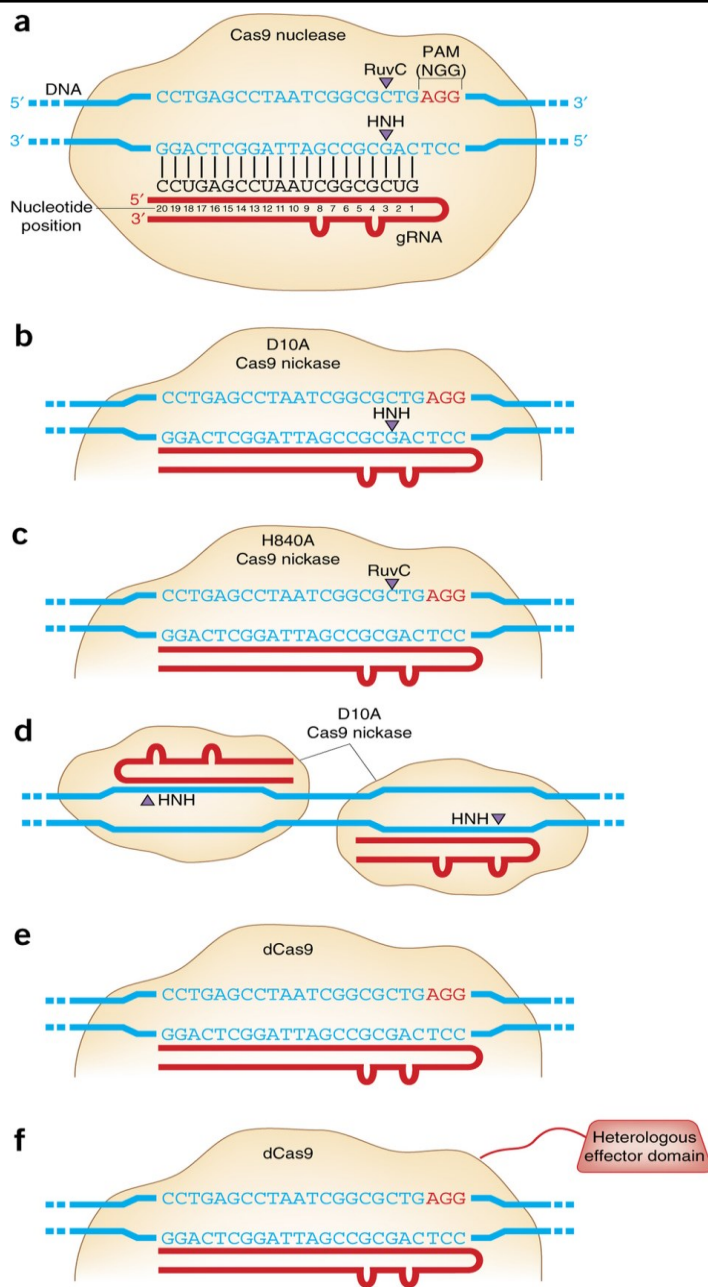 a
Cas9 nuclease
PAM
(NGG)
RuvC
DNA
5′ CCTGAGCCTAATCGGCGCTGAGG 3′
HNH
3′ GGACTCGGATTAGCCGCGACTCC 5′
CCUGAGCCUAAUCGGCGCUG
5′
Nucleotide
position
20 19 18 17 16 15 14 13 12 11 10 9 8 7 6 5 4 3 2 1
3′
gRNA
b
D10A
Cas9 nickase
CCTGAGCCTAATCGGCGCTGAGG
HNH
GGACTCGGATTAGCCGCGACTCC
c
H840A
Cas9 nickase
RuvC
CCTGAGCCTAATCGGCGCTGAGG
GGACTCGGATTAGCCGCGACTCC
d
D10A
Cas9 nickase
HNH
HNH
e
dCas9
CCTGAGCCTAATCGGCGCTGAGG
GGACTCGGATTAGCCGCGACTCC
f
dCas9
Heterologous
effector domain
CCTGAGCCTAATCGGCGCTGAGG
GGACTCGGATTAGCCGCGACTCC